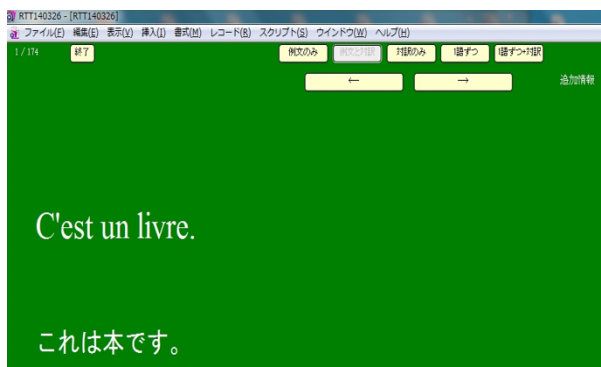 RTT140326 - [RTT140326]
ファイル(F) 編集(E) 表示(V) 挿入(I) 書式(M) レコード(R) スクリプト(S) ウインドウ(W) ヘルプ(H)
1 / 174 終了 例文のみ 例文と対訳 対訳のみ 1語ずつ 1語ずつ+対訳
← → 追加情報
C'est un livre.
これは本です。